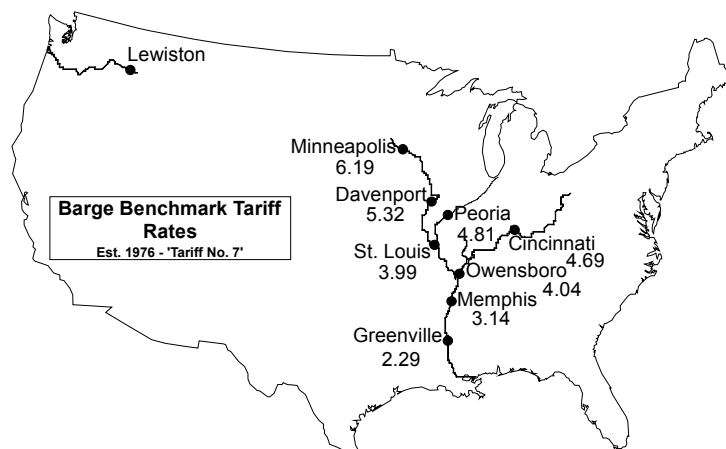 Lewiston
Minneapolis
6.19
Davenport
5.32
Barge Benchmark Tariff
Rates
Est. 1976 - 'Tariff No. 7'
Peoria
4.81
St. Louis
3.99
Cincinnati
4.69
Owensboro
4.04
Memphis
3.14
Greenville
2.29